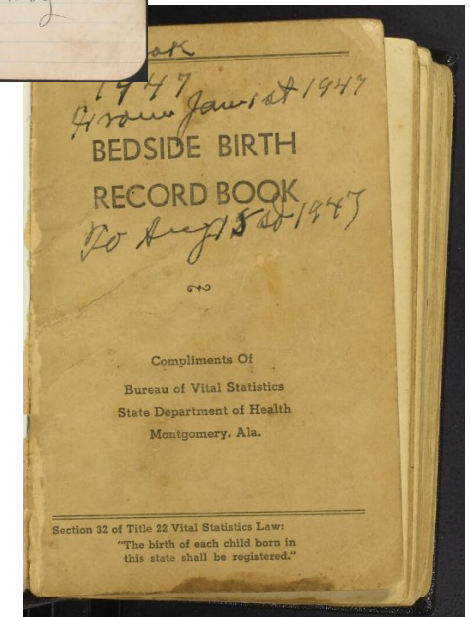 1947
From Jan 1st 1947
BEDSIDE BIRTH
RECORD BOOK
To Aug 1947
Compliments Of
Bureau of Vital Statistics
State Department of Health
Montgomery, Ala.
Section 32 of Title 22 Vital Statistics Law:
"The birth of each child born in
this state shall be registered."